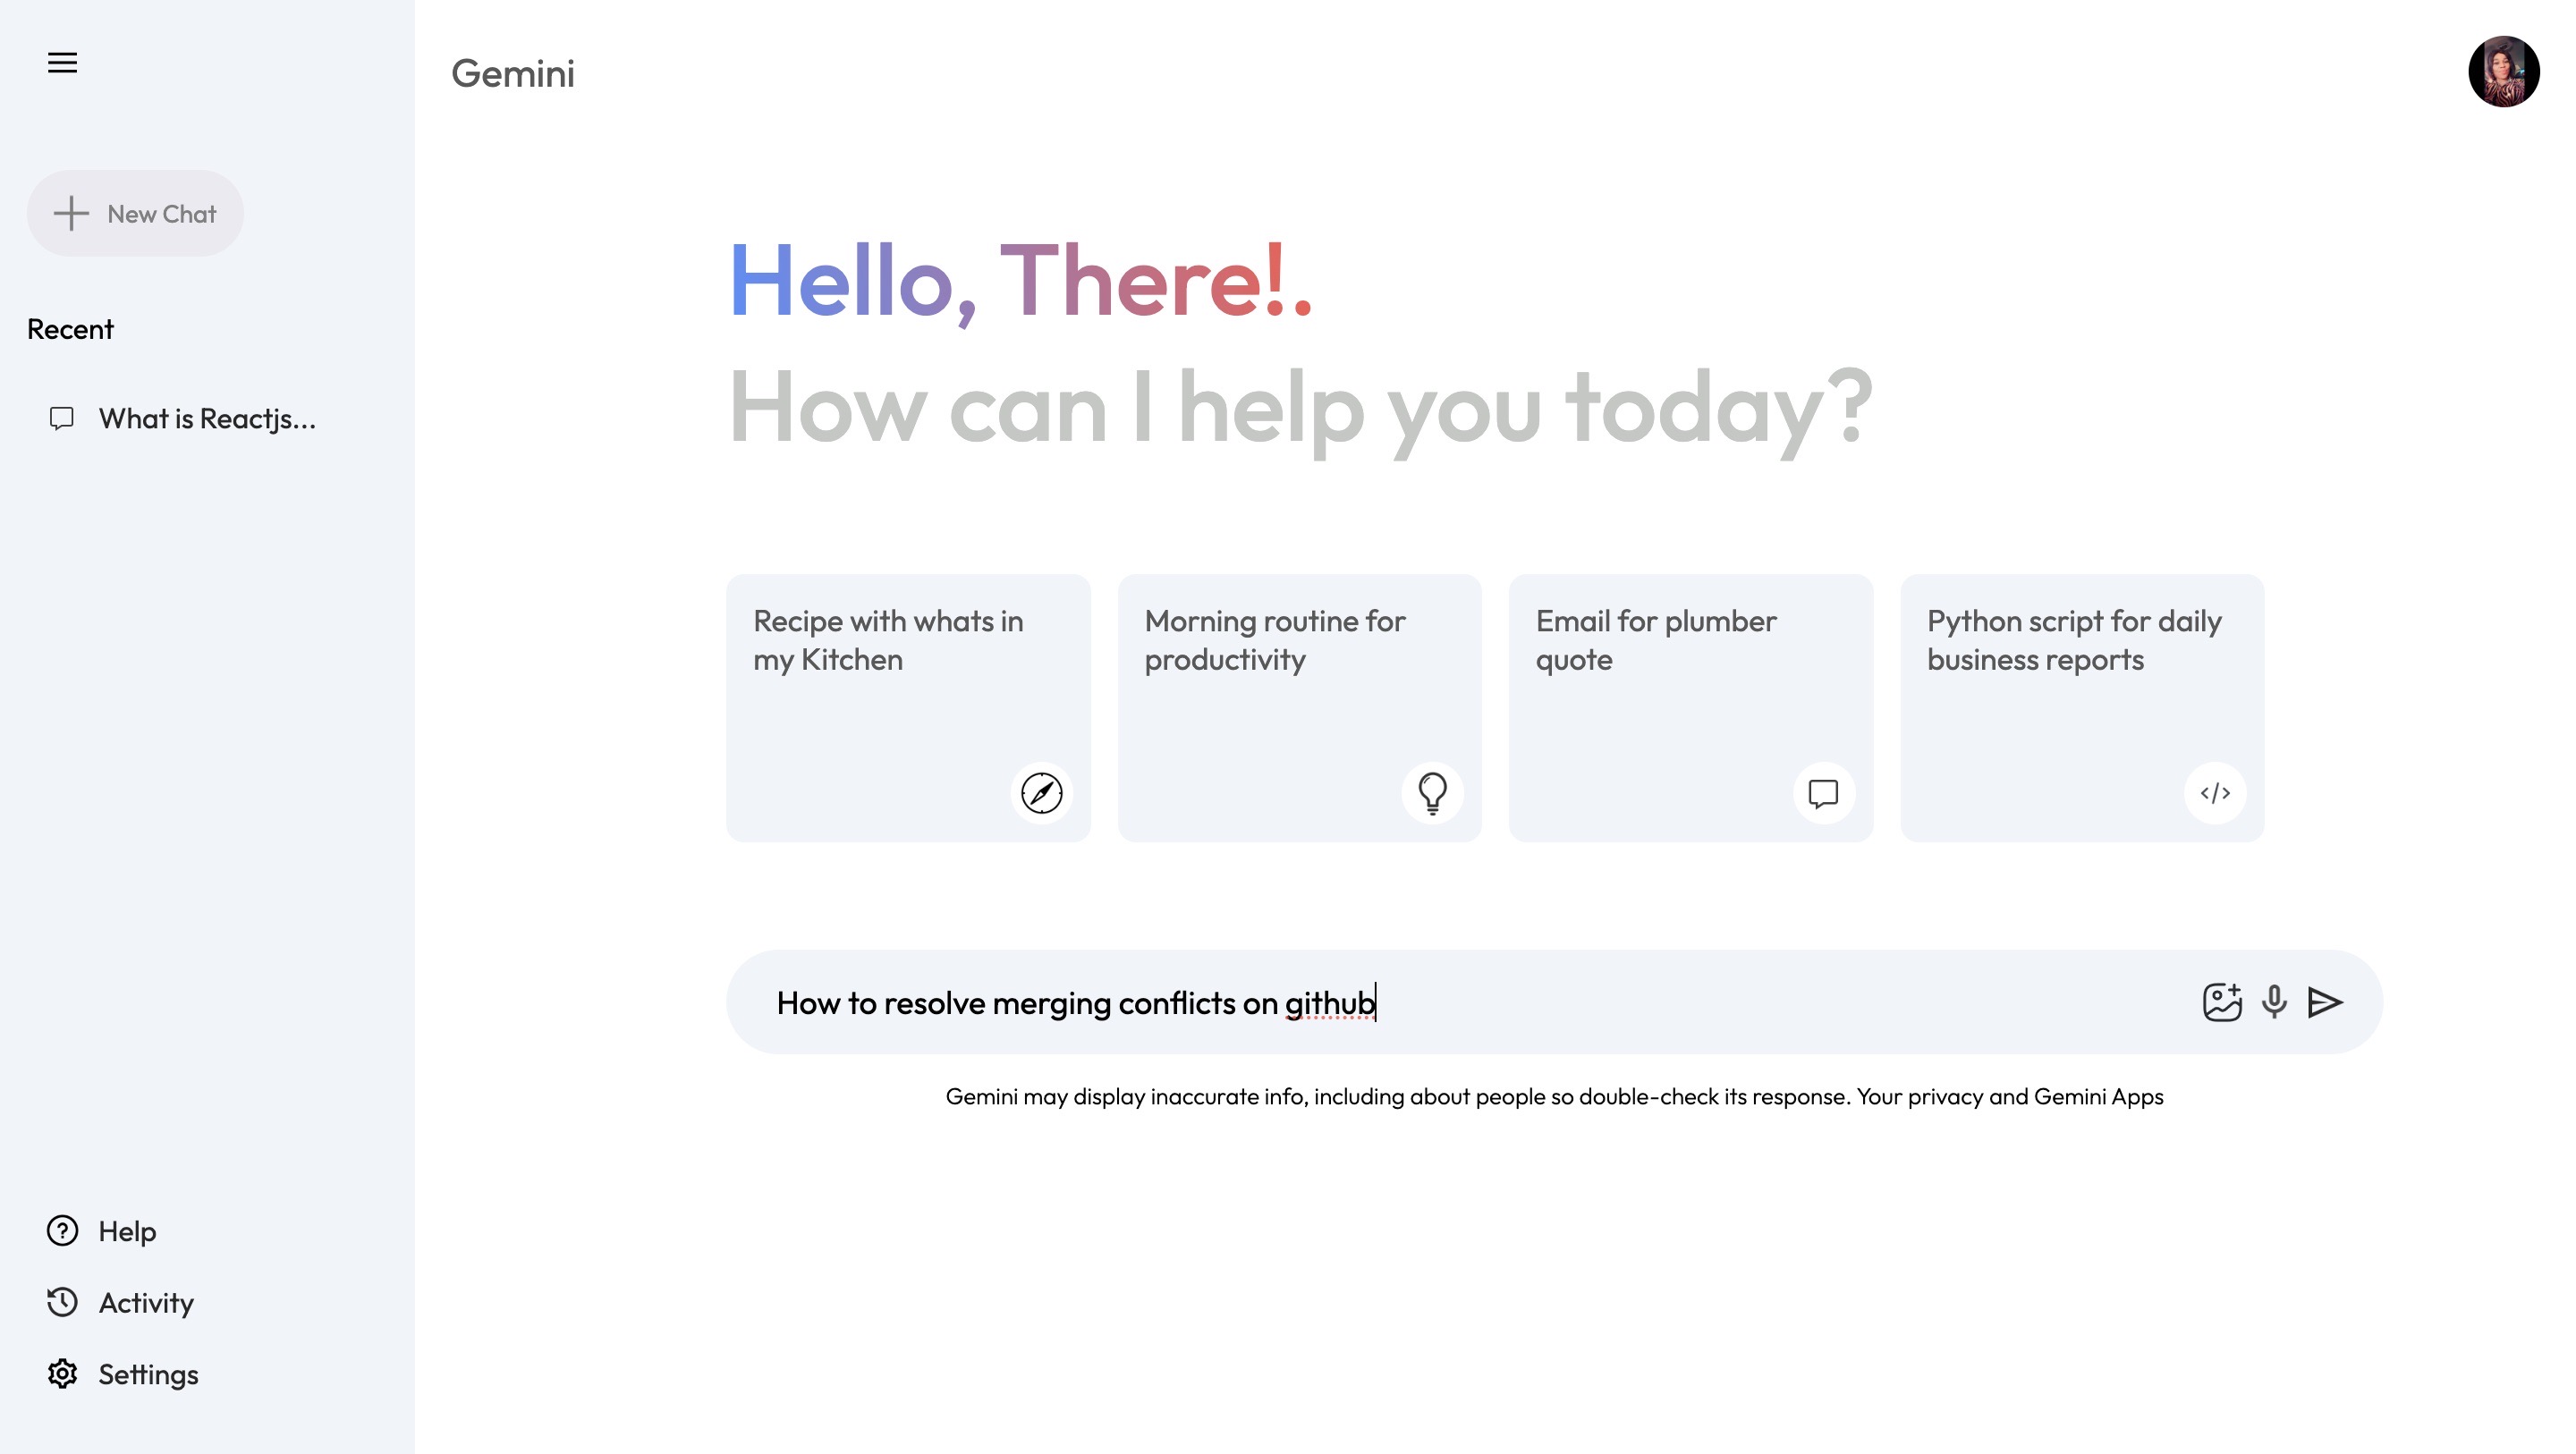 Gemini
New Chat
Recent
What is Reactjs...
Hello, There!.
How can I help you today?
Recipe with whats in
my Kitchen
Morning routine for
productivity
Email for plumber
quote
Python script for daily
business reports
How to resolve merging conflicts on github
Gemini may display inaccurate info, including about people so double-check its response. Your privacy and Gemini Apps
Help
Activity
Settings